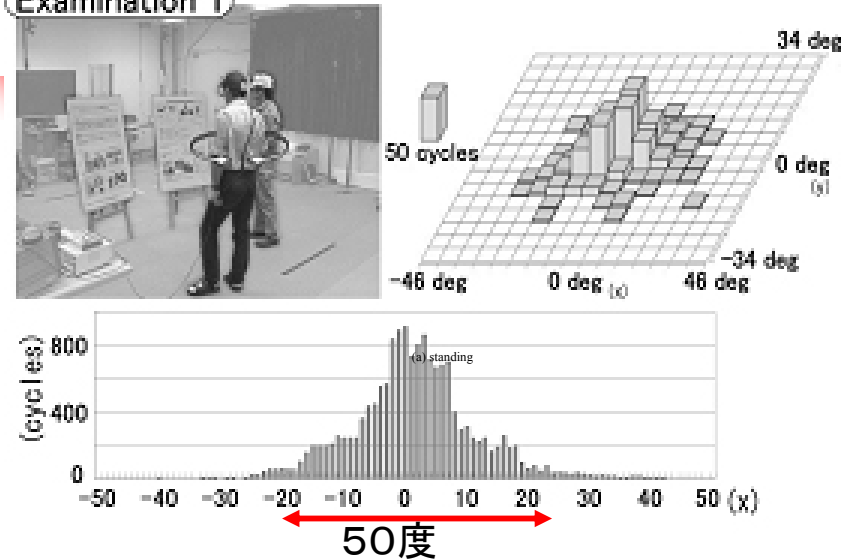 Examination 1
34 deg
50 cycles
0 deg
(y)
-34 deg
-46 deg
0 deg (x)
46 deg
(cycles)
800
(a) standing
400
0
-50 -40 -30 -20 -10 0 10 20 30 40 50 (x)
50度